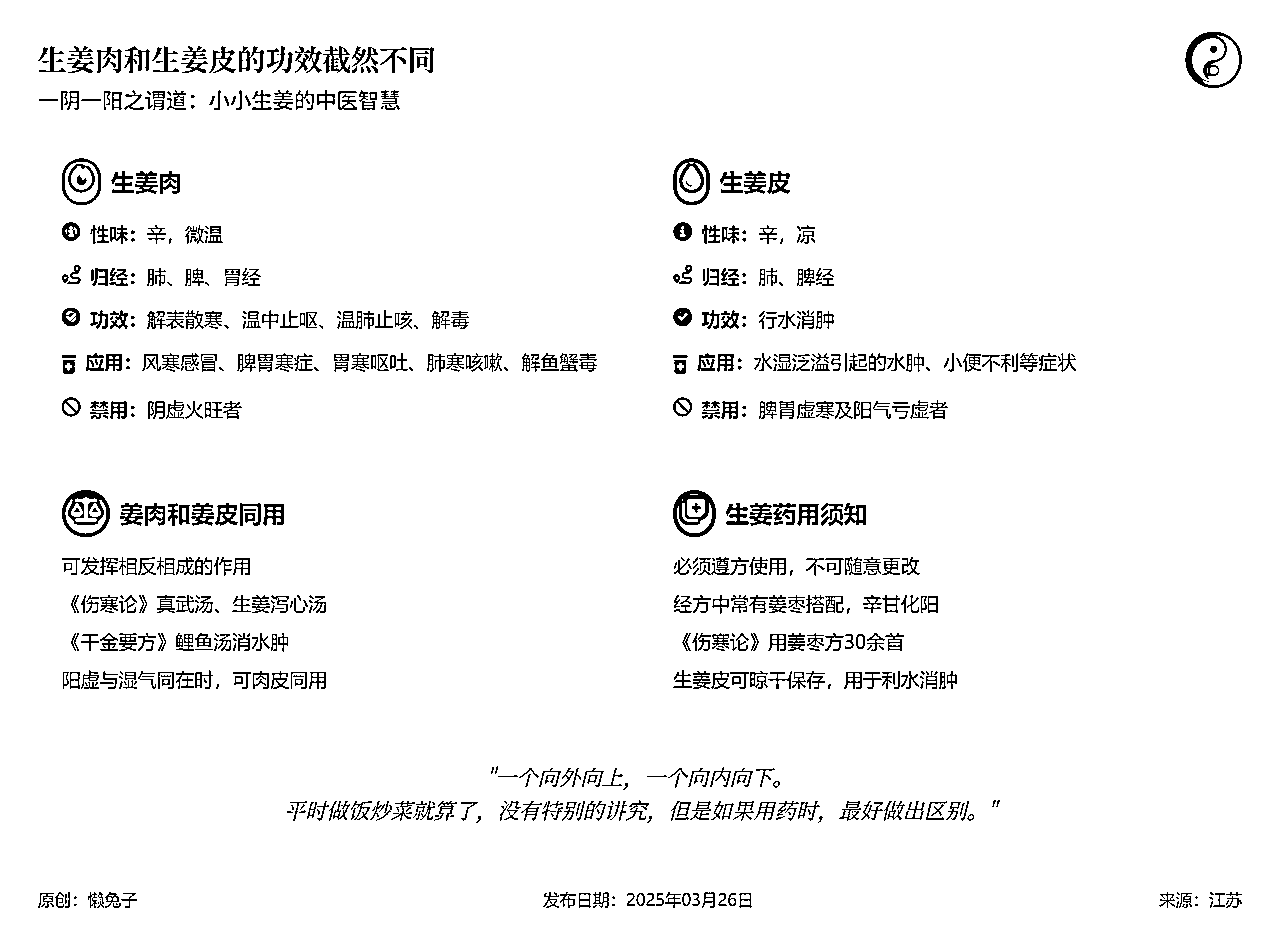 生姜肉和生姜皮的功效截然不同
一阴一阳之谓道：小小生姜的中医智慧
生姜肉
性味：辛，微温
归经：肺、脾、胃经
功效：解表散寒、温中止呕、温肺止咳、解毒
应用：风寒感冒、脾胃寒症、胃寒呕吐、肺寒咳嗽、解鱼蟹毒
禁用：阴虚火旺者
生姜皮
性味：辛，凉
归经：肺、脾经
功效：行水消肿
应用：水湿泛溢引起的水肿、小便不利等症状
禁用：脾胃虚寒及阳气亏虚者
姜肉和姜皮同用
可发挥相反相成的作用
《伤寒论》真武汤、生姜泻心汤
《千金要方》鲤鱼汤消水肿
阳虚与湿气同在时，可肉皮同用
生姜药用须知
必须遵方使用，不可随意更改
经方中常有姜枣搭配，辛甘化阳
《伤寒论》用姜枣方30余首
生姜皮可晾干保存，用于利水消肿
"一个向外向上，一个向内向下。
平时做饭炒菜就算了，没有特别的讲究，但是如果用药时，最好做出区别。"
原创：懒兔子
发布日期：2025年03月26日
来源：江苏